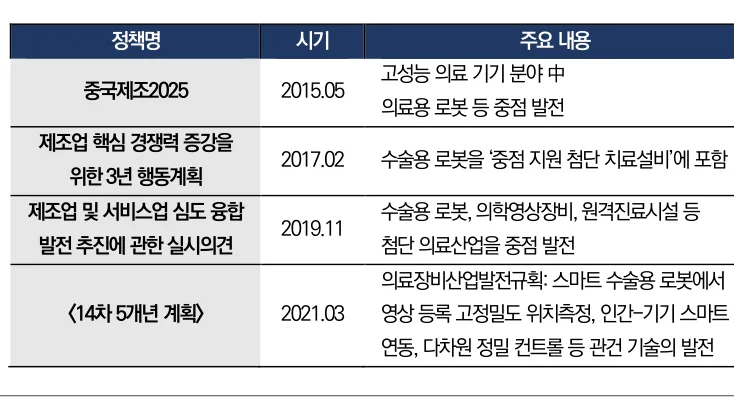 정책명 시기 주요 내용
중국제조2025 2015.05 고성능 의료 기기 분야 中
의료용 로봇 등 중점 발전
제조업 핵심 경쟁력 증강을
위한 3년 행동계획 2017.02 수술용 로봇을 ‘중점 지원 첨단 치료설비’에 포함
제조업 및 서비스업 심도 융합
발전 추진에 관한 실시의견 2019.11 수술용 로봇, 의학영상장비, 원격진료시설 등
첨단 의료산업을 중점 발전
<14차 5개년 계획> 2021.03 의료장비산업발전규획: 스마트 수술용 로봇에서
영상 등록 고정밀도 위치측정, 인간-기기 스마트
연동, 다차원 정밀 컨트롤 등 관건 기술의 발전